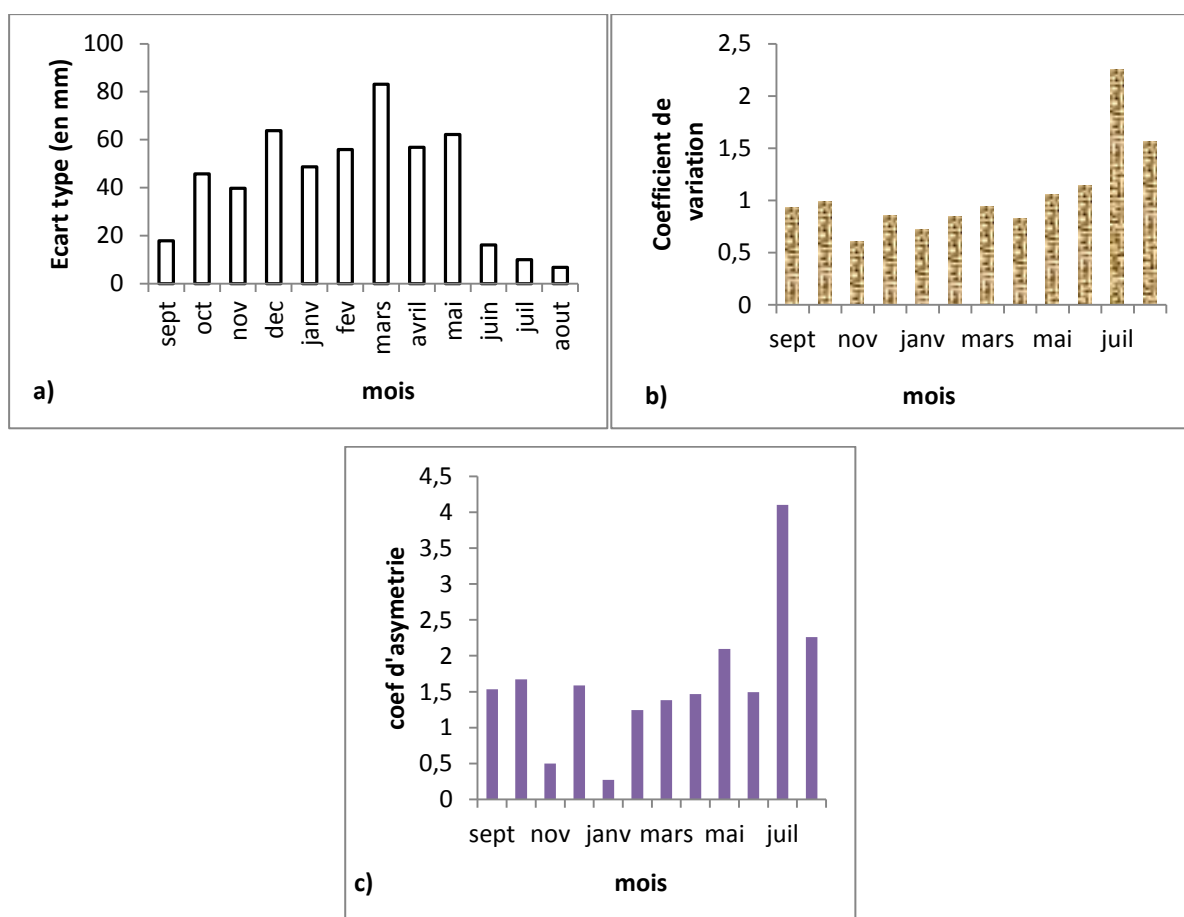 Ecart type (en mm)
100
80
60
40
20
0
sept
oct
nov
dec
janv
fev
mars
avril
mai
juin
juil
aout
a)
mois
Coefficient de
variation
2,5
2
1,5
1
0,5
0
sept nov janv mars mai juil
b)
mois
coef d'asymetrie
4,5
4
3,5
3
2,5
2
1,5
1
0,5
0
sept nov janv mars mai juil
c)
mois